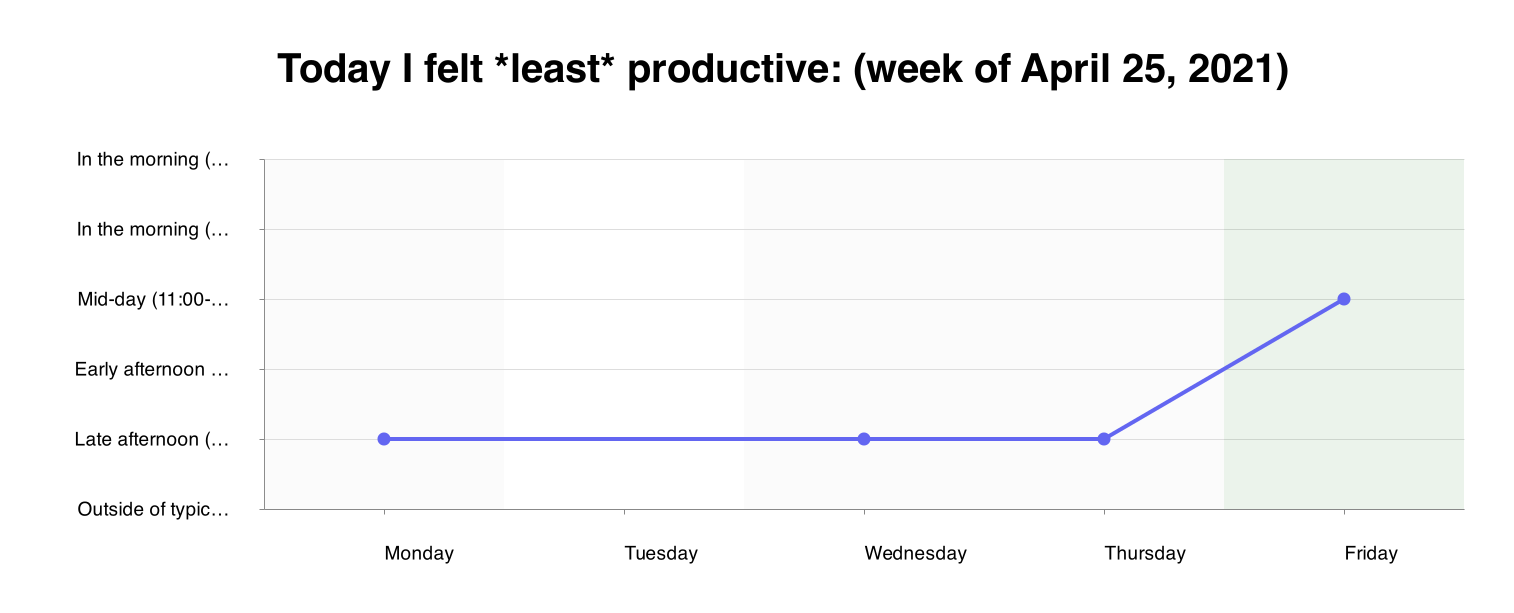 Today I felt *least* productive: (week of April 25, 2021)
In the morning (…
In the morning (…
Mid-day (11:00-…
Early afternoon …
Late afternoon (…
Outside of typic…
Monday Tuesday Wednesday Thursday Friday